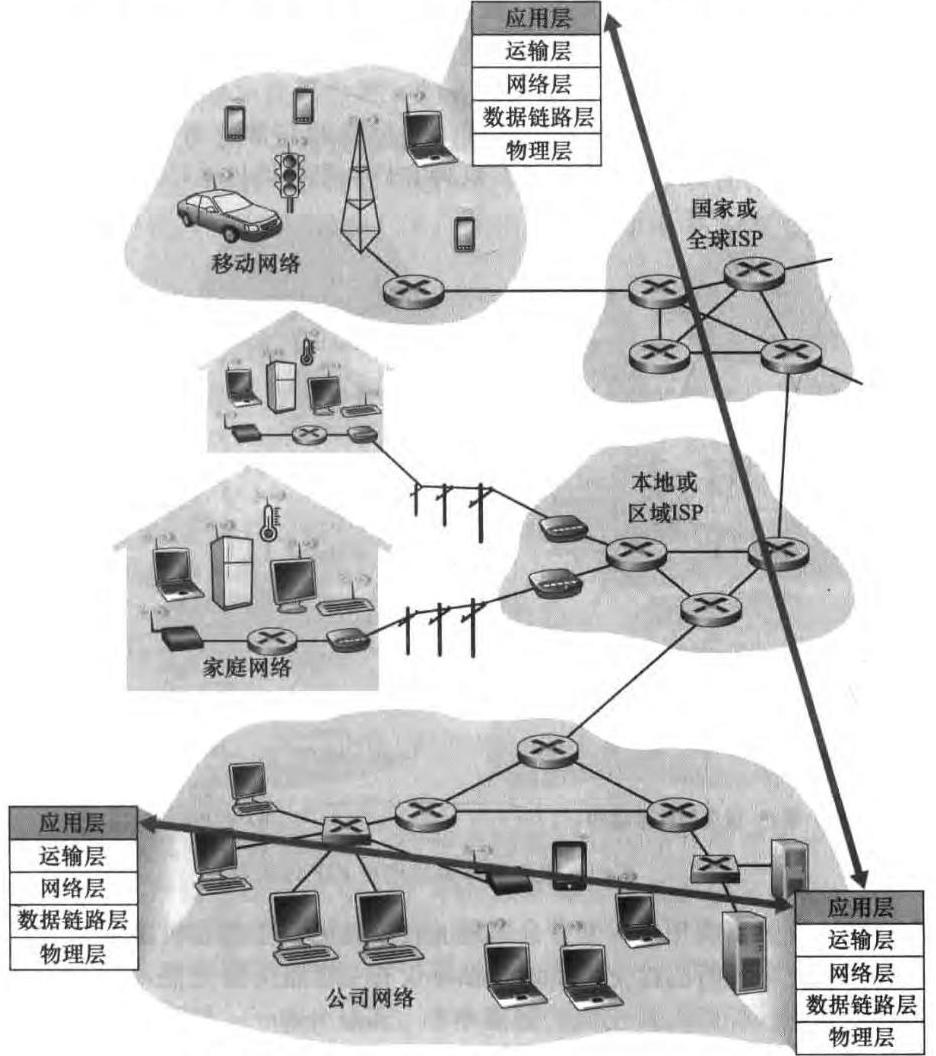 应用层
运输层
网络层
数据链路层
物理层
国家或
全球ISP
移动网络
本地或
区域ISP
家庭网络
应用层
运输层
网络层
数据链路层
物理层
公司网络
应用层
运输层
网络层
数据链路层
物理层